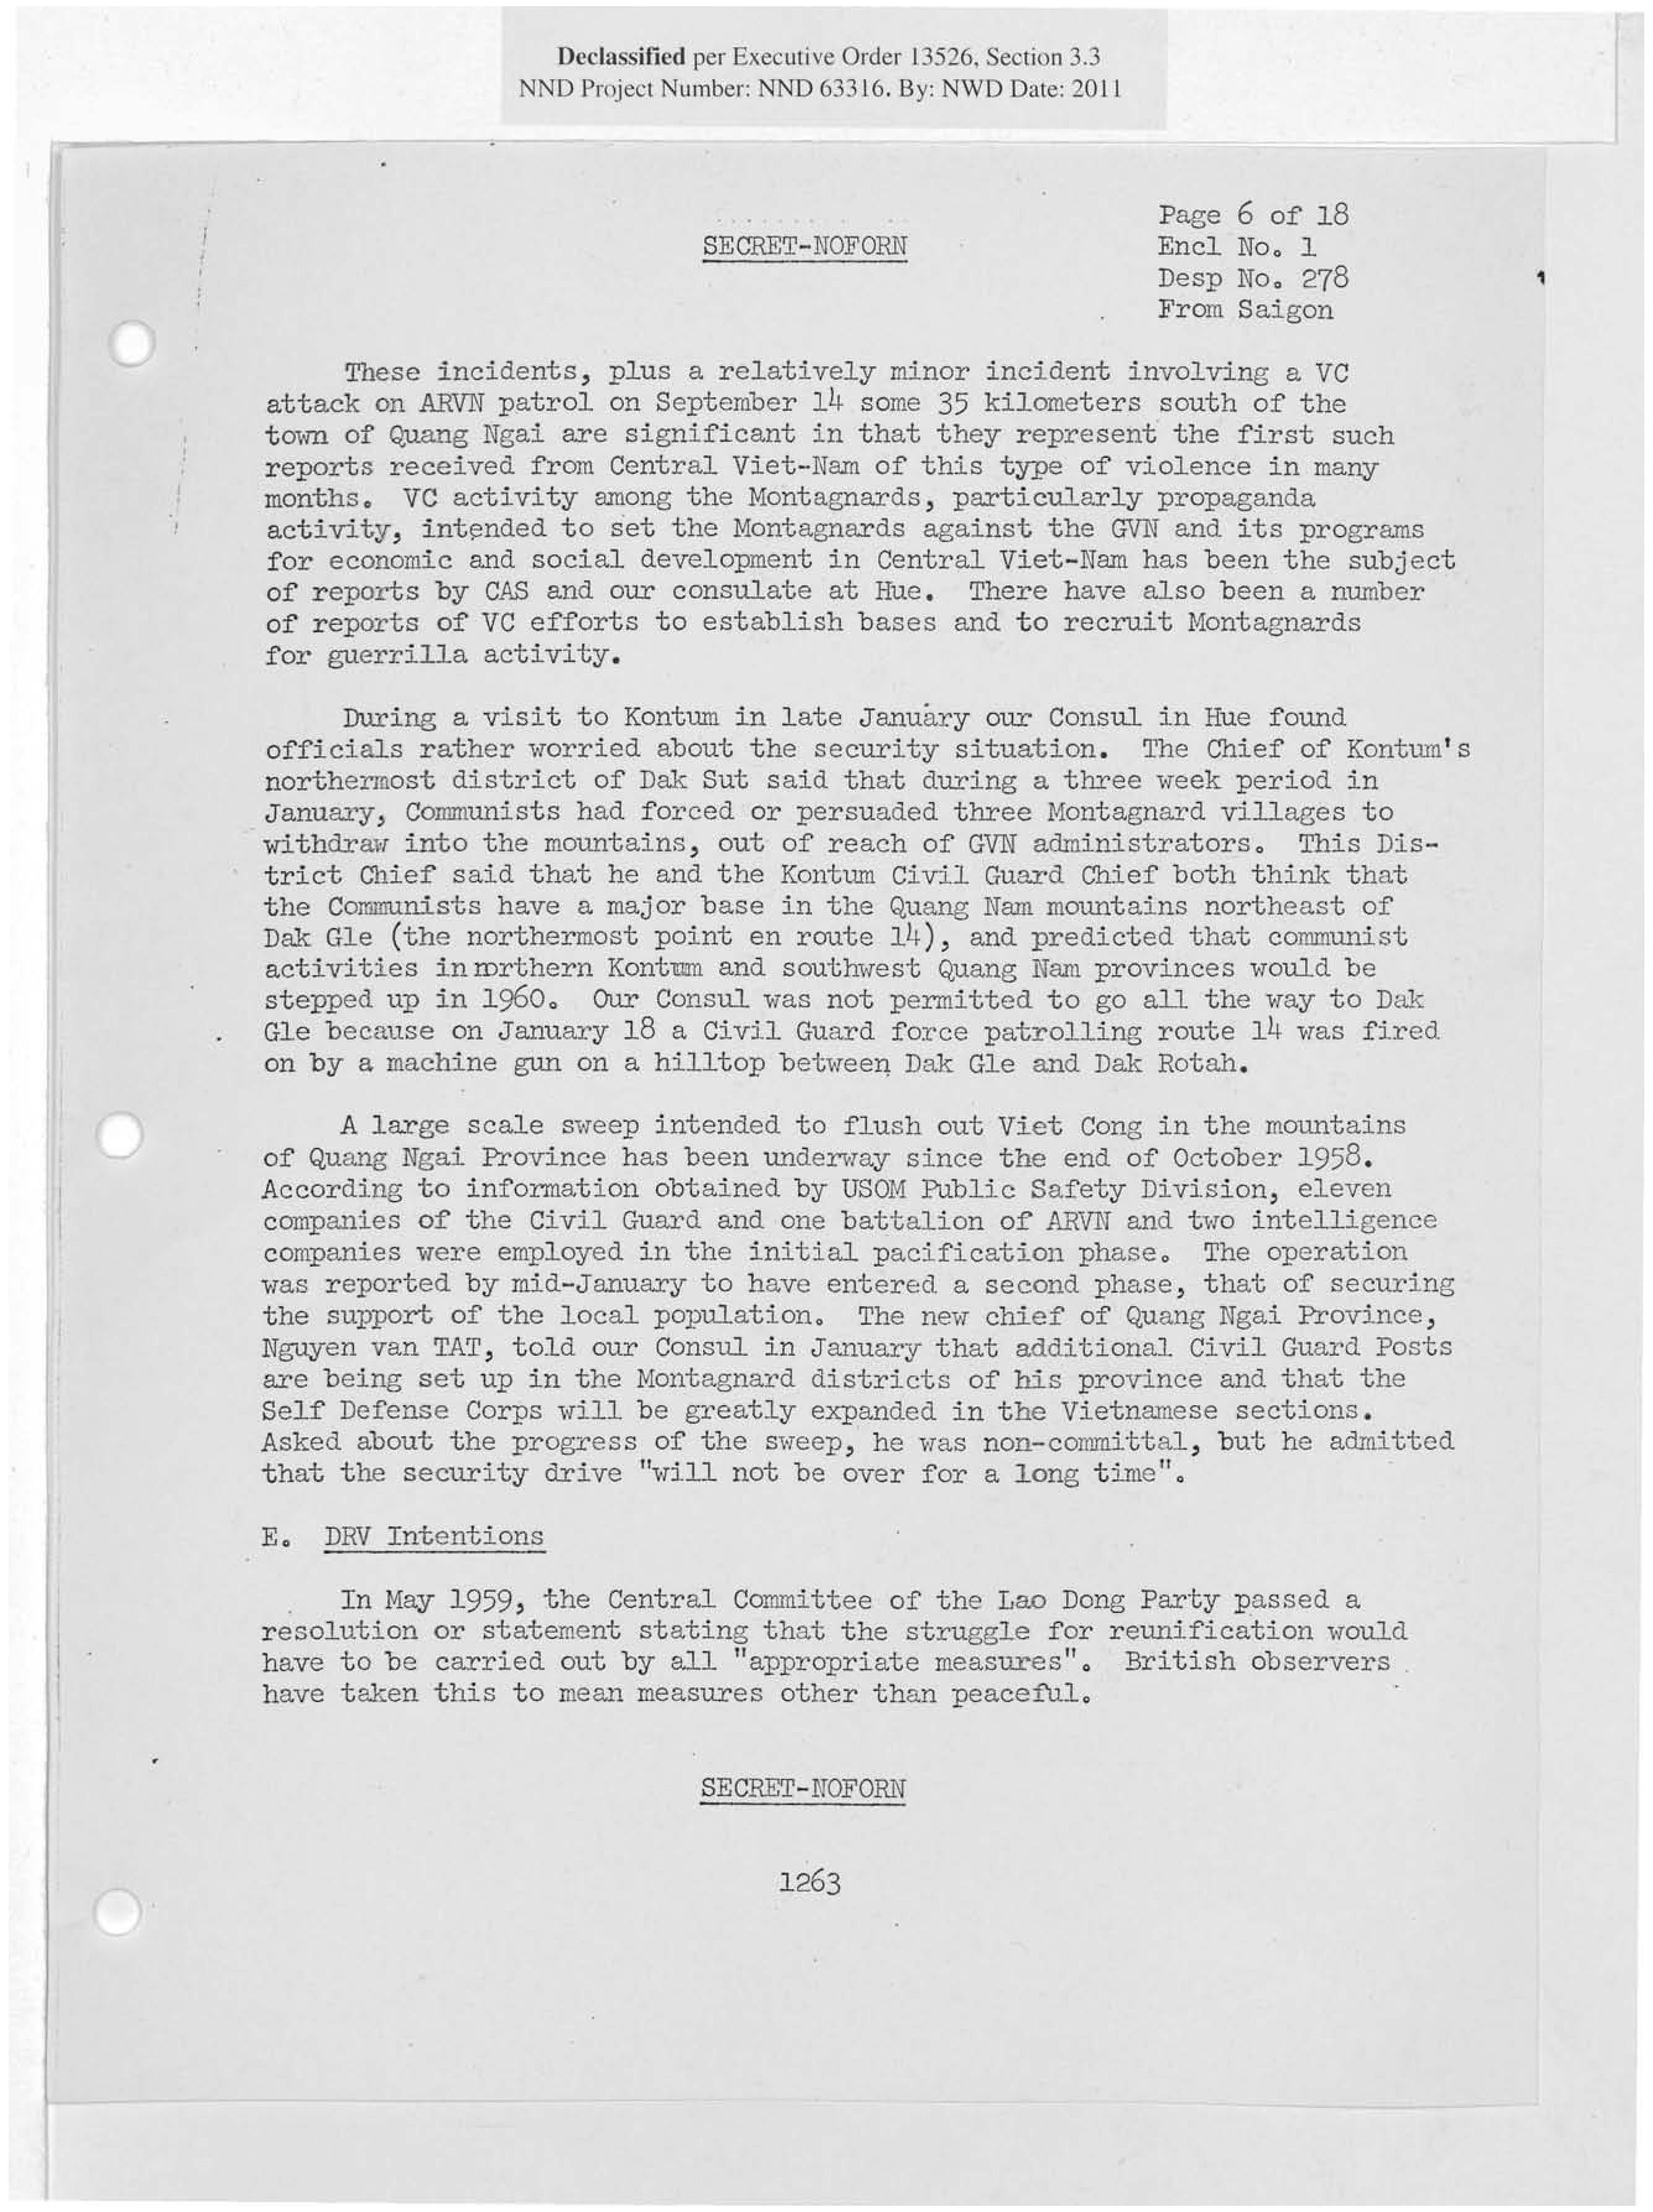 Declassified per Executive Order 13526, Section 3.3
NND Project Number: NND 63316. By: NWD Date: 2011
SECRET-NOFORN
Page 6 of 18
Encl No. 1
Desp No. 278
From Saigon
These incidents, plus a relatively minor incident involving a VC
attack on ARVN patrol on September 14 some 35 kilometers south of the
town of Quang Ngai are significant in that they represent the first such
reports received from Central Viet-Nam of this type of violence in many
months. VC activity among the Montagnards, particularly propaganda
activity, intended to set the Montagnards against the GVN and its programs
for economic and social development in Central Viet-Nam has been the subject
of reports by CAS and our consulate at Hue. There have also been a number
of reports of VC efforts to establish bases and to recruit Montagnards
for guerrilla activity.
During a visit to Kontum in late January our Consul in Hue found
officials rather worried about the security situation. The Chief of Kontum's
northermost district of Dak Sut said that during a three week period in
January, Communists had forced or persuaded three Montagnard villages to
withdraw into the mountains, out of reach of GVN administrators. This Dis-
trict Chief said that he and the Kontum Civil Guard Chief both think that
the Communists have a major base in the Quang Nam mountains northeast of
Dak Gle (the northermost point en route 14), and predicted that communist
activities in northern Kontum and southwest Quang Nam provinces would be
stepped up in 1960. Our Consul was not permitted to go all the way to Dak
Gle because on January 18 a Civil Guard force patrolling route 14 was fired
on by a machine gun on a hilltop between Dak Gle and Dak Rotah.
A large scale sweep intended to flush out Viet Cong in the mountains
of Quang Ngai Province has been underway since the end of October 1958.
According to information obtained by USOM Public Safety Division, eleven
companies of the Civil Guard and one battalion of ARVN and two intelligence
companies were employed in the initial pacification phase. The operation
was reported by mid-January to have entered a second phase, that of securing
the support of the local population. The new chief of Quang Ngai Province,
Nguyen van TAT, told our Consul in January that additional Civil Guard Posts
are being set up in the Montagnard districts of his province and that the
Self Defense Corps will be greatly expanded in the Vietnamese sections.
Asked about the progress of the sweep, he was non-committal, but he admitted
that the security drive "will not be over for a long time".
E. DRV Intentions
In May 1959, the Central Committee of the Lao Dong Party passed a
resolution or statement stating that the struggle for reunification would
have to be carried out by all "appropriate measures". British observers
have taken this to mean measures other than peaceful.
SECRET-NOFORN
1263